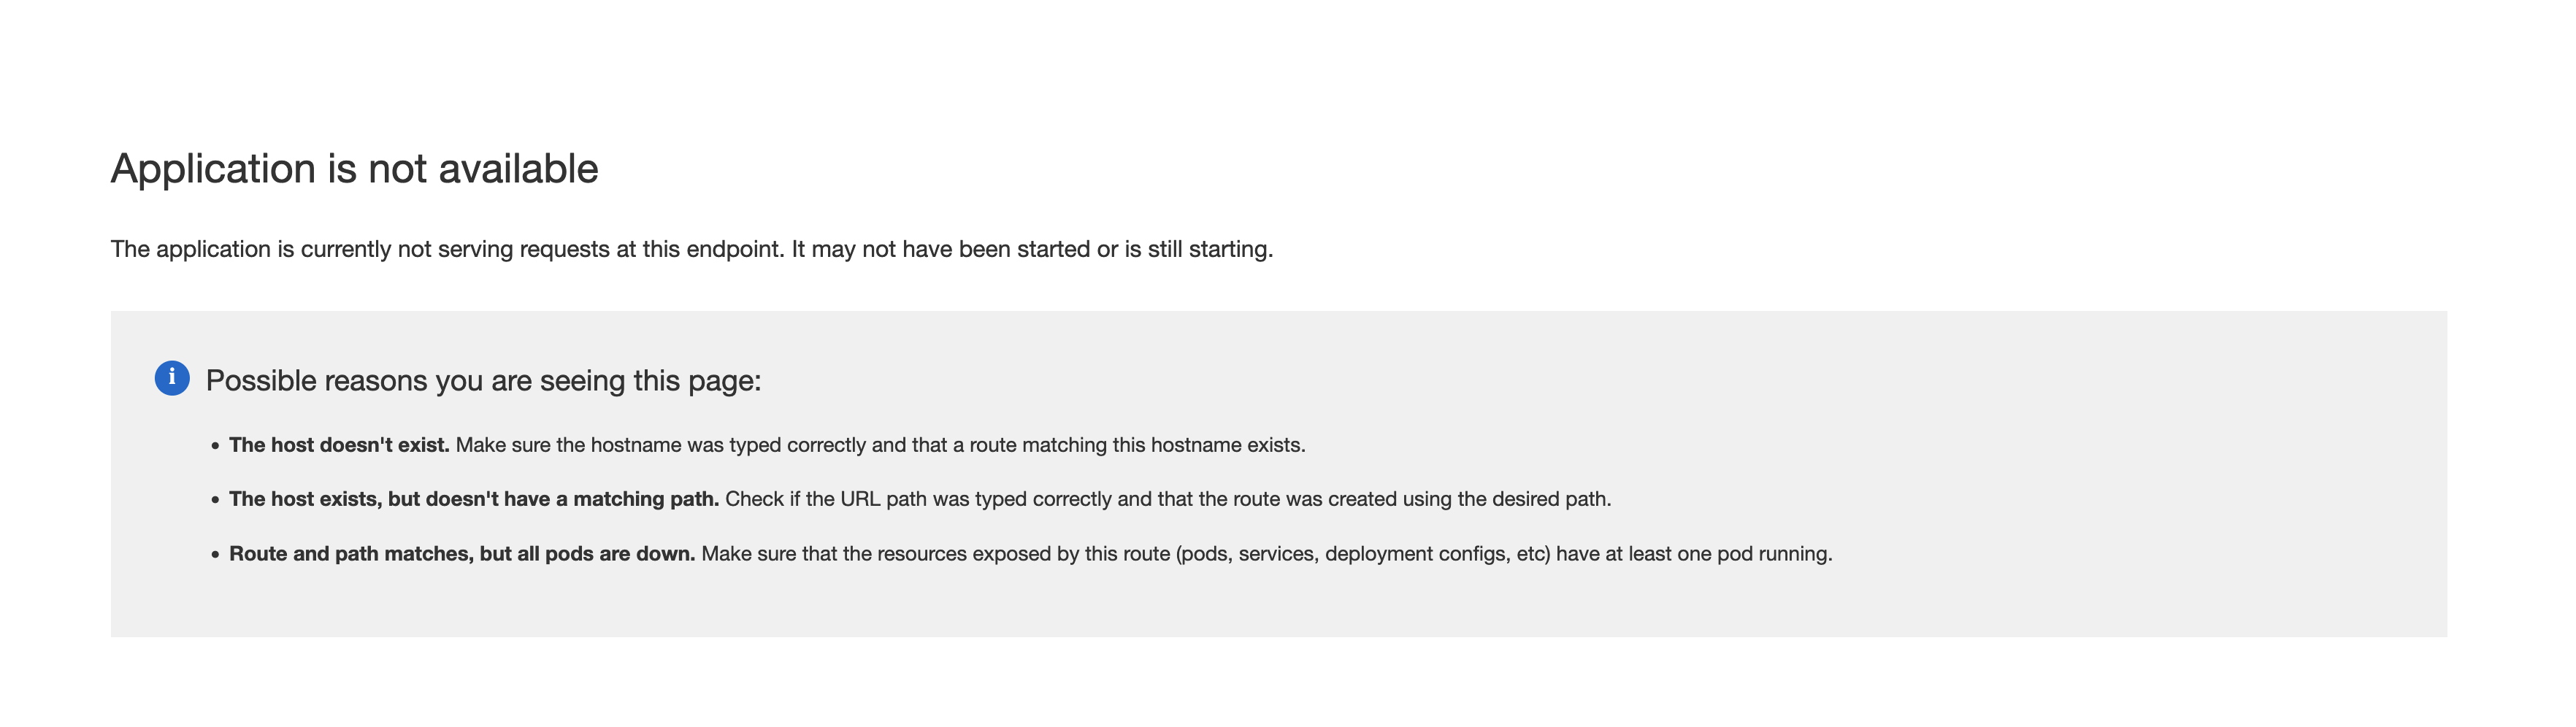 Application is not available
The application is currently not serving requests at this endpoint. It may not have been started or is still starting.
i Possible reasons you are seeing this page:
• The host doesn't exist. Make sure the hostname was typed correctly and that a route matching this hostname exists.
• The host exists, but doesn't have a matching path. Check if the URL path was typed correctly and that the route was created using the desired path.
• Route and path matches, but all pods are down. Make sure that the resources exposed by this route (pods, services, deployment configs, etc) have at least one pod running.